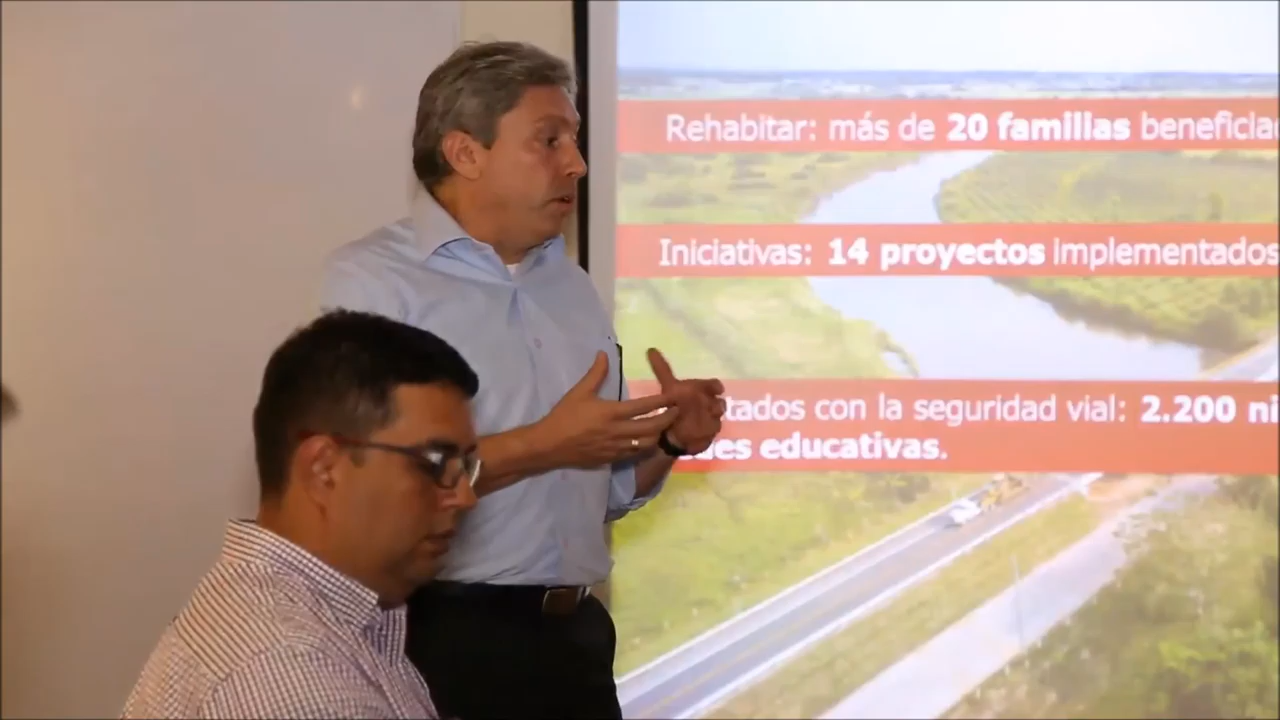 Rehabitar: más de 20 familias beneficia
Iniciativas: 14 proyectos implementados
tados con la seguridad vial: 2.200 ni
des educativas.